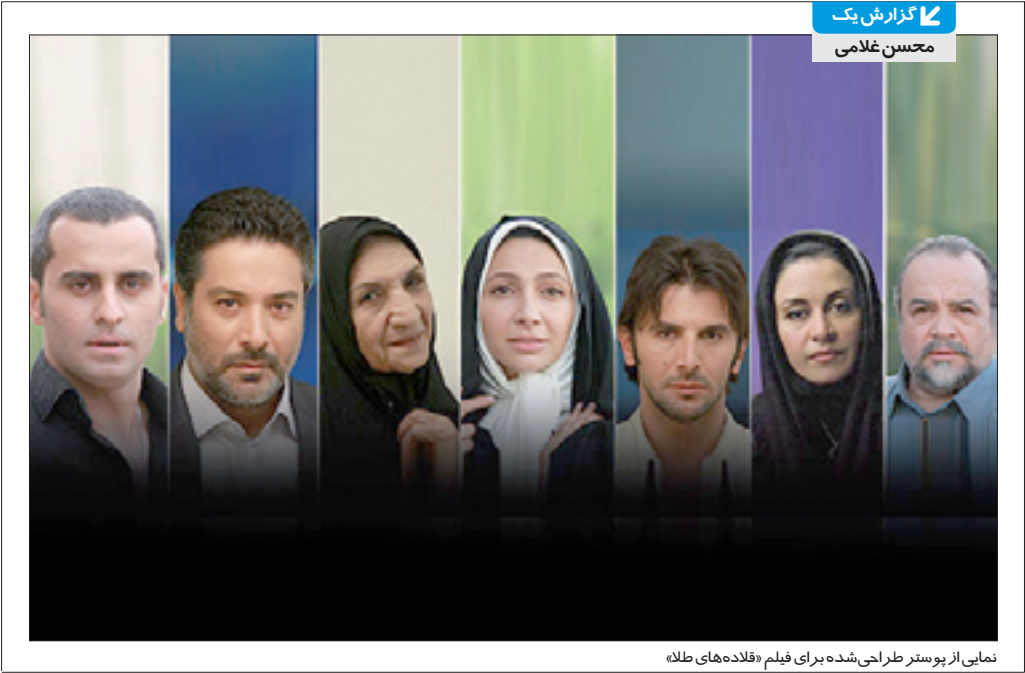 گزارش یک
محسن غلامی
نمایی از پوستر طراحی‌شده برای فیلم «قلاده‌های طلا»